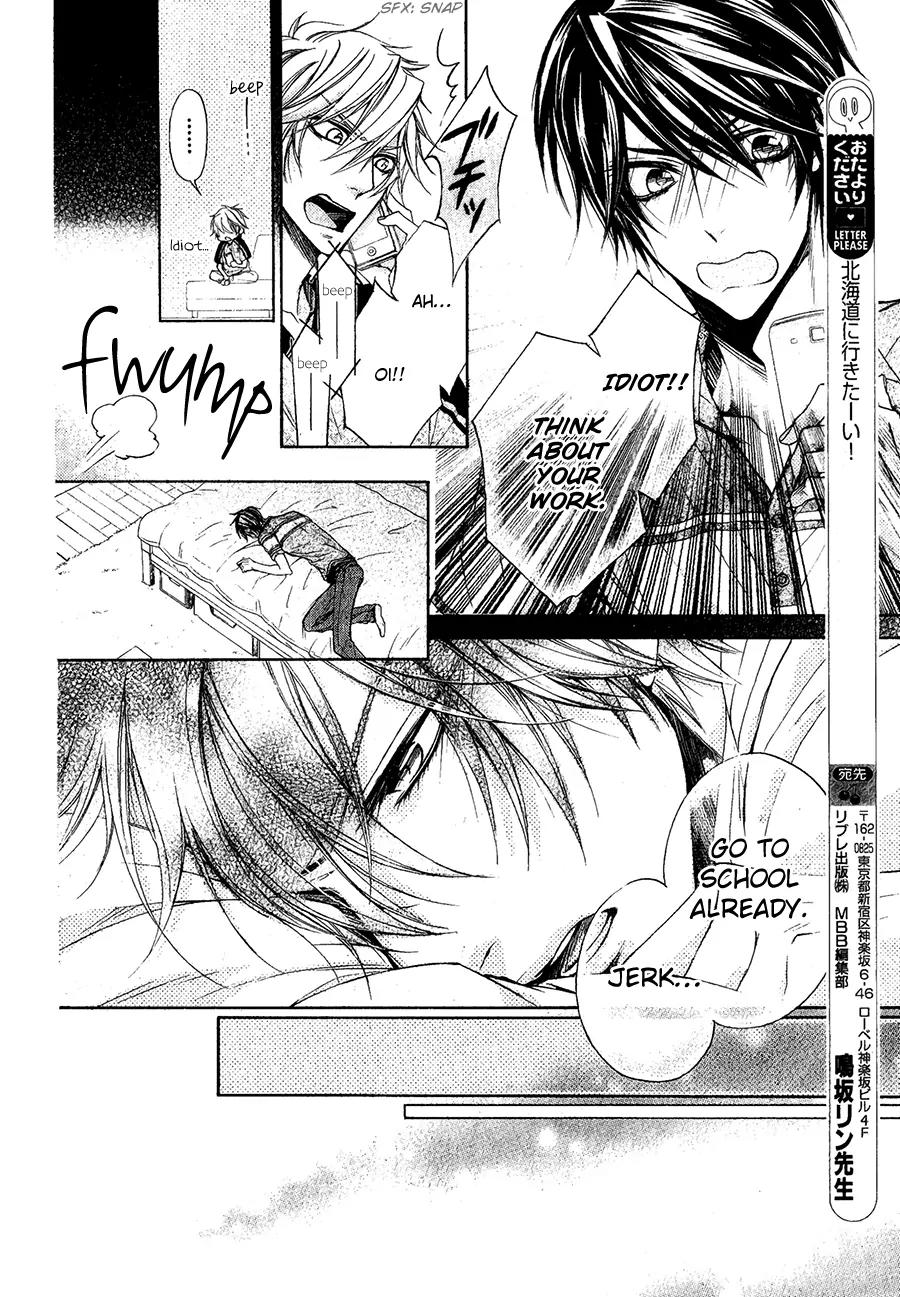 SFX: SNAP
IDIOT!!
THINK
ABOUT
YOUR
WORK.
ブッ
AH...
OI!!
beep
beep
beep
......
Idiot...
fwump
GO TO
SCHOOL
ALREADY.
JERK...
おたより
ください
♥
LETTER
PLEASE
北海道に行きたーい!
宛先
〒162-0825 東京都新宿区神楽坂6-46 ローベル神楽坂ビル4F
リブレ出版㈱ MBB編集部
鳴坂リン先生